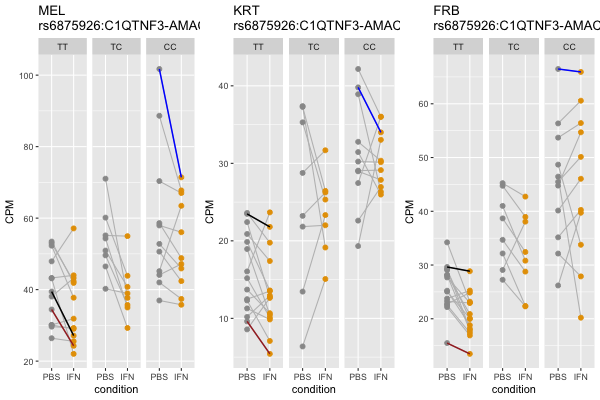 MEL
rs6875926:C1QTNF3-AMAC
TT TC CC
CPM
100
80
60
40
20
PBS IFN PBS IFN PBS IFN
condition
KRT
rs6875926:C1QTNF3-AMAC
TT TC CC
CPM
40
30
20
10
PBS IFN PBS IFN PBS IFN
condition
FRB
rs6875926:C1QTNF3-AMAC
TT TC CC
CPM
60
40
20
PBS IFN PBS IFN PBS IFN
condition